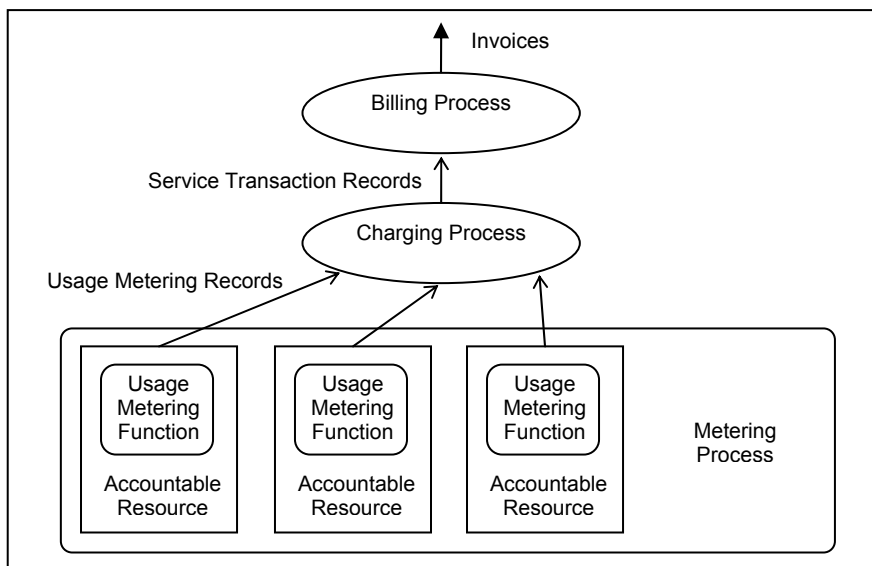 Invoices
Billing Process
Service Transaction Records
Charging Process
Usage Metering Records
Usage
Metering
Function
Accountable
Resource
Usage
Metering
Function
Accountable
Resource
Usage
Metering
Function
Accountable
Resource
Metering
Process